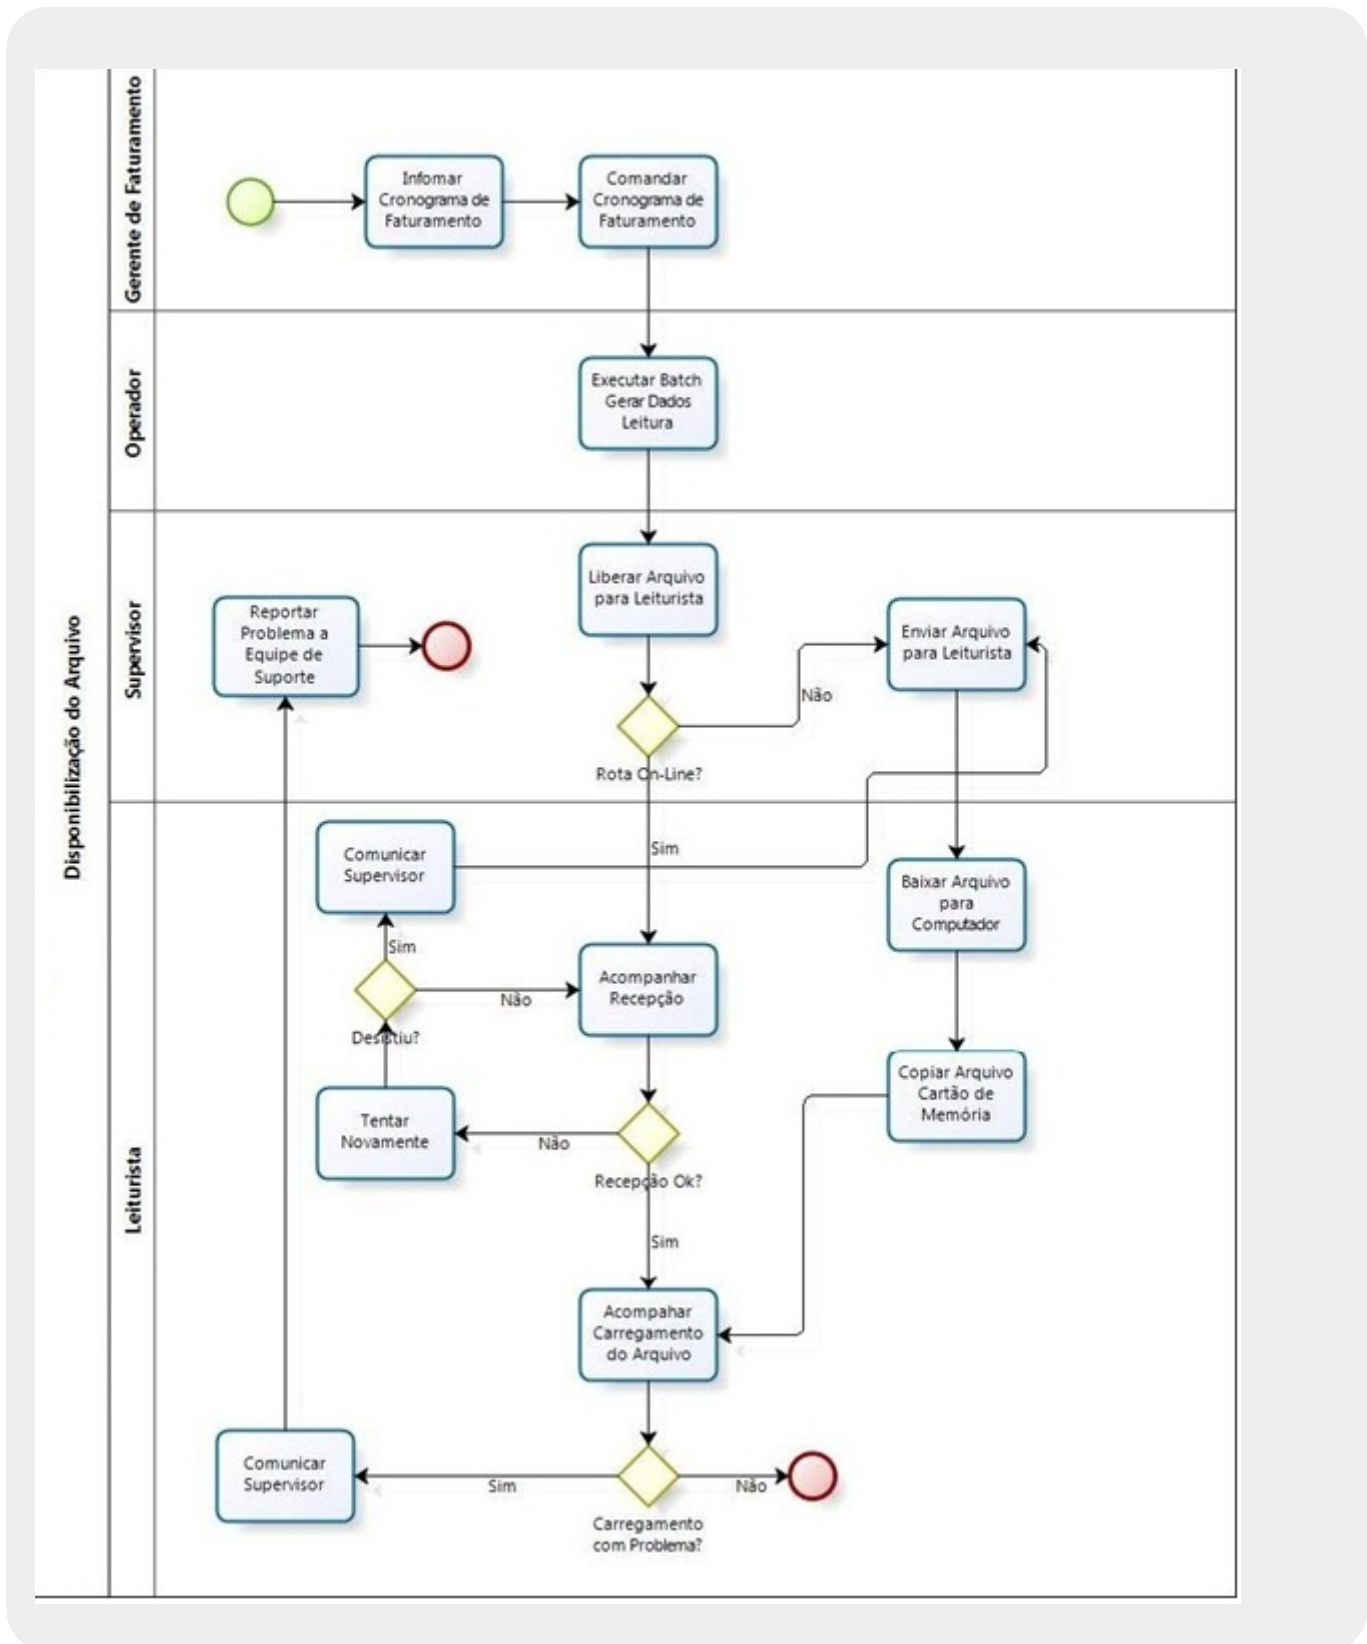 Disponibilização do Arquivo
Gerente de Faturamento
Infomar
Cronograma de
Faturamento
Comandar
Cronograma de
Faturamento
Operador
Executar Batch
Gerar Dados
Leitura
Supervisor
Liberar Arquivo
para Leiturista
Reportar
Problema a
Equipe de
Suporte
Enviar Arquivo
para Leiturista
Não
Rota On-Line?
Leiturista
Sim
Comunicar
Supervisor
Baixar Arquivo
para
Computador
Sim
Acompanhar
Recepção
Não
Desistiu?
Copiar Arquivo
Cartão de
Memória
Tentar
Novamente
Não
Recepção Ok?
Sim
Acompahar
Carregamento
do Arquivo
Comunicar
Supervisor
Sim
Não
Carregamento
com Problema?